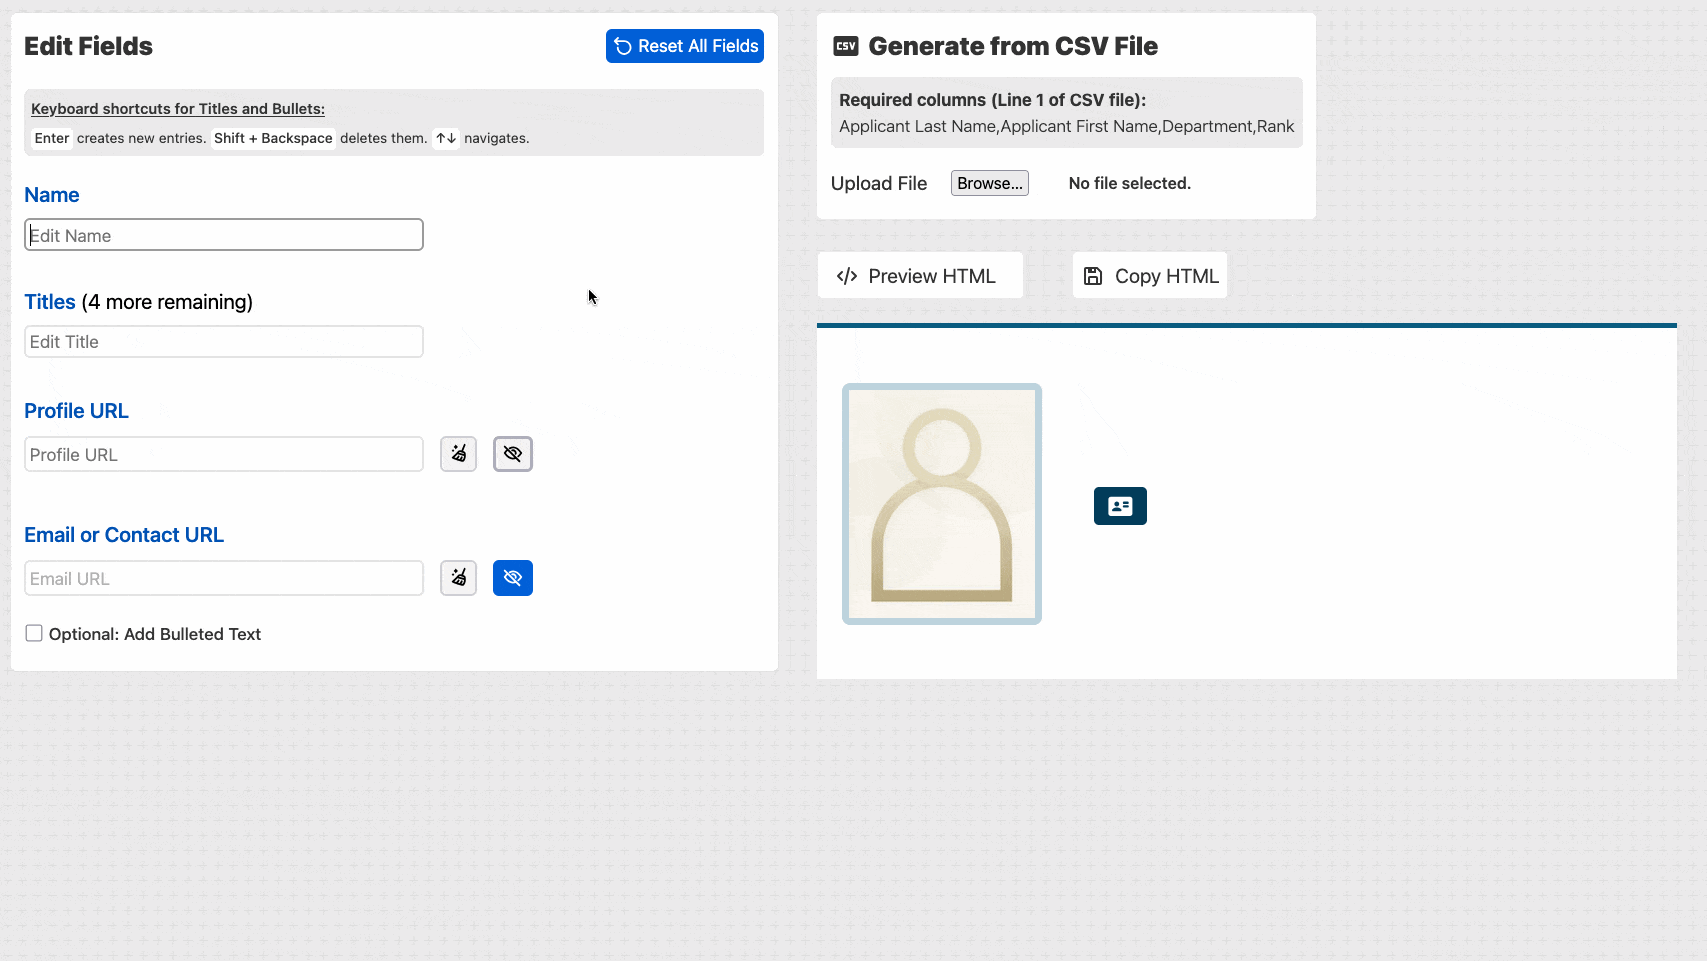 Edit Fields
Reset All Fields
Keyboard shortcuts for Titles and Bullets:
Enter creates new entries. Shift + Backspace deletes them. ↑↓ navigates.
Name
Edit Name
Titles (4 more remaining)
Edit Title
Profile URL
Profile URL
Email or Contact URL
Email URL
Optional: Add Bulleted Text
CSV Generate from CSV File
Required columns (Line 1 of CSV file):
Applicant Last Name,Applicant First Name,Department,Rank
Upload File Browse... No file selected.
</> Preview HTML
Copy HTML